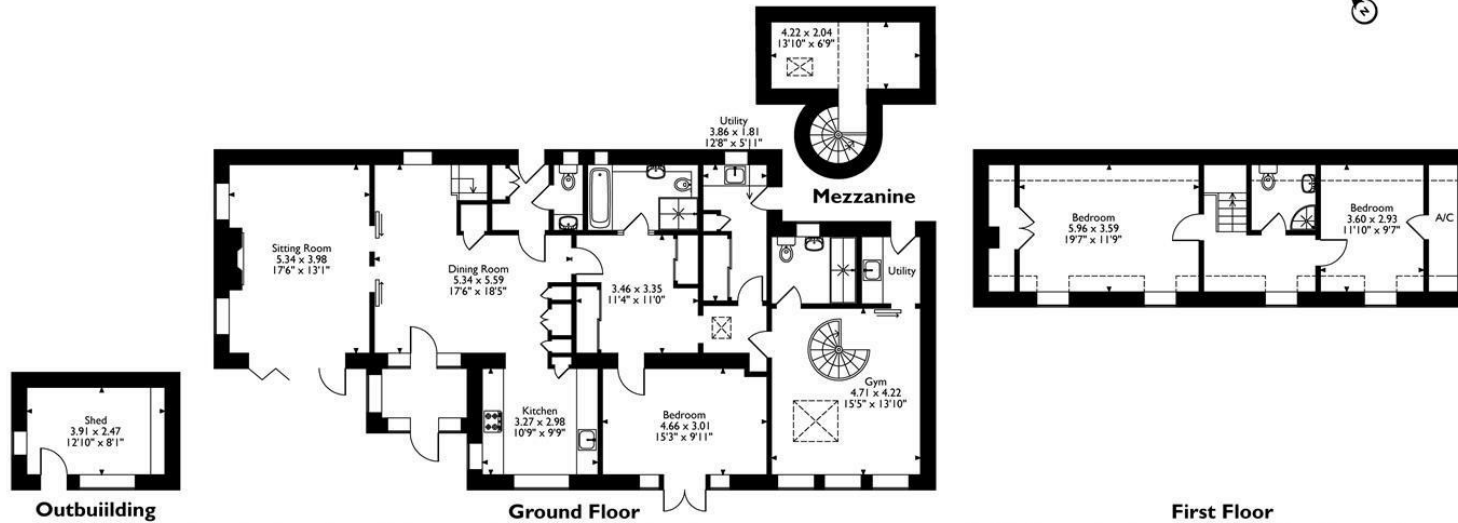 4.22 x 2.04
13'10" x 6'9"
Utility
3.86 x 1.81
12'8" x 5'11"
Mezzanine
Sitting Room
5.34 x 3.98
17'6" x 13'1"
Dining Room
5.34 x 5.59
17'6" x 18'5"
3.46 x 3.35
11'4" x 11'0"
Utility
Gym
4.71 x 4.22
15'5" x 13'10"
Kitchen
3.27 x 2.98
10'9" x 9'9"
Bedroom
4.66 x 3.01
15'3" x 9'11"
Shed
3.91 x 2.47
12'10" x 8'1"
Outbuiilding
Ground Floor
N
Bedroom
5.96 x 3.59
19'7" x 11'9"
Bedroom
3.60 x 2.93
11'10" x 9'7"
A/C
First Floor